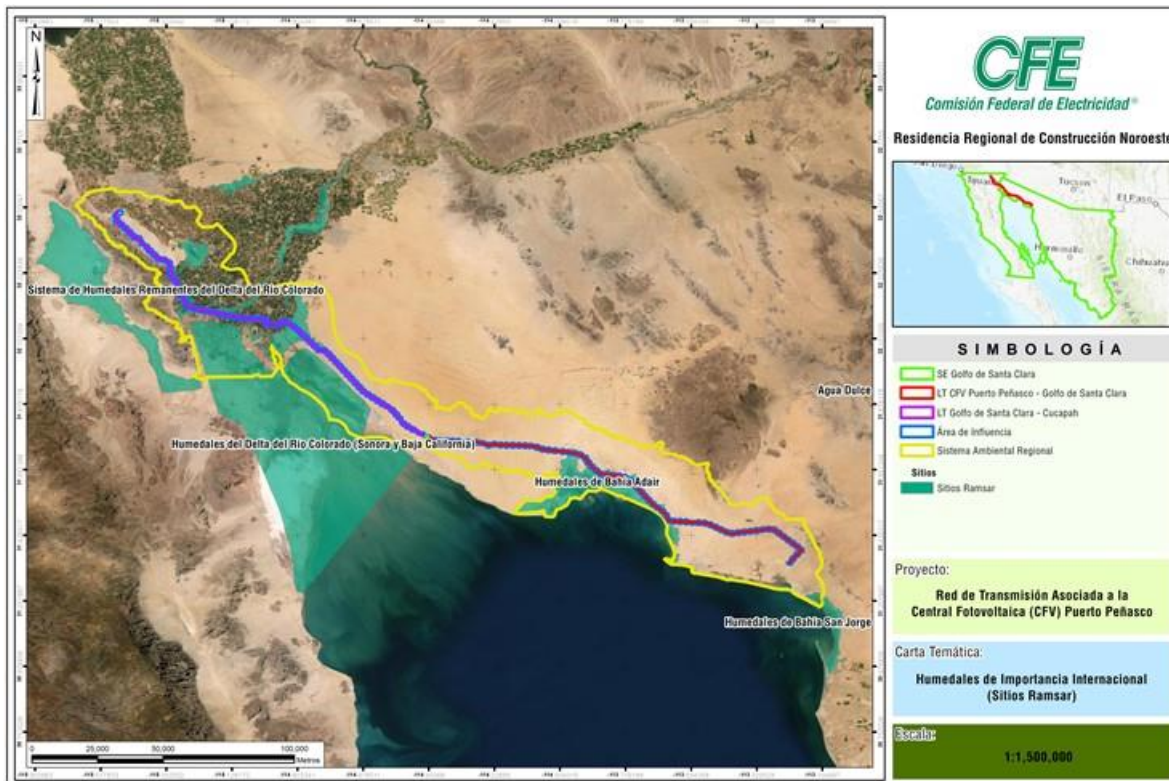 N
Sistema de Humedales Remanentes del Delta del Río Colorado
Agua Dulce
Humedales del Delta del Río Colorado (Sonora y Baja California)
Humedales de Bahía Adair
Humedales de Bahía San Jorge
0 25,000 50,000 100,000
Metros
CFE
Comisión Federal de Electricidad®
Residencia Regional de Construcción Noroeste
Tucson
El Paso
Hermosillo
Chihuahua
SIMBOLOGÍA
SE Golfo de Santa Clara
LT CFV Puerto Peñasco - Golfo de Santa Clara
LT Golfo de Santa Clara - Cucapah
Área de Influencia
Sistema Ambiental Regional
Sitios
Sitios Ramsar
Proyecto:
Red de Transmisión Asociada a la
Central Fotovoltaica (CFV) Puerto Peñasco
Carta Temática:
Humedales de Importancia Internacional
(Sitios Ramsar)
Escala:
1:1,500,000